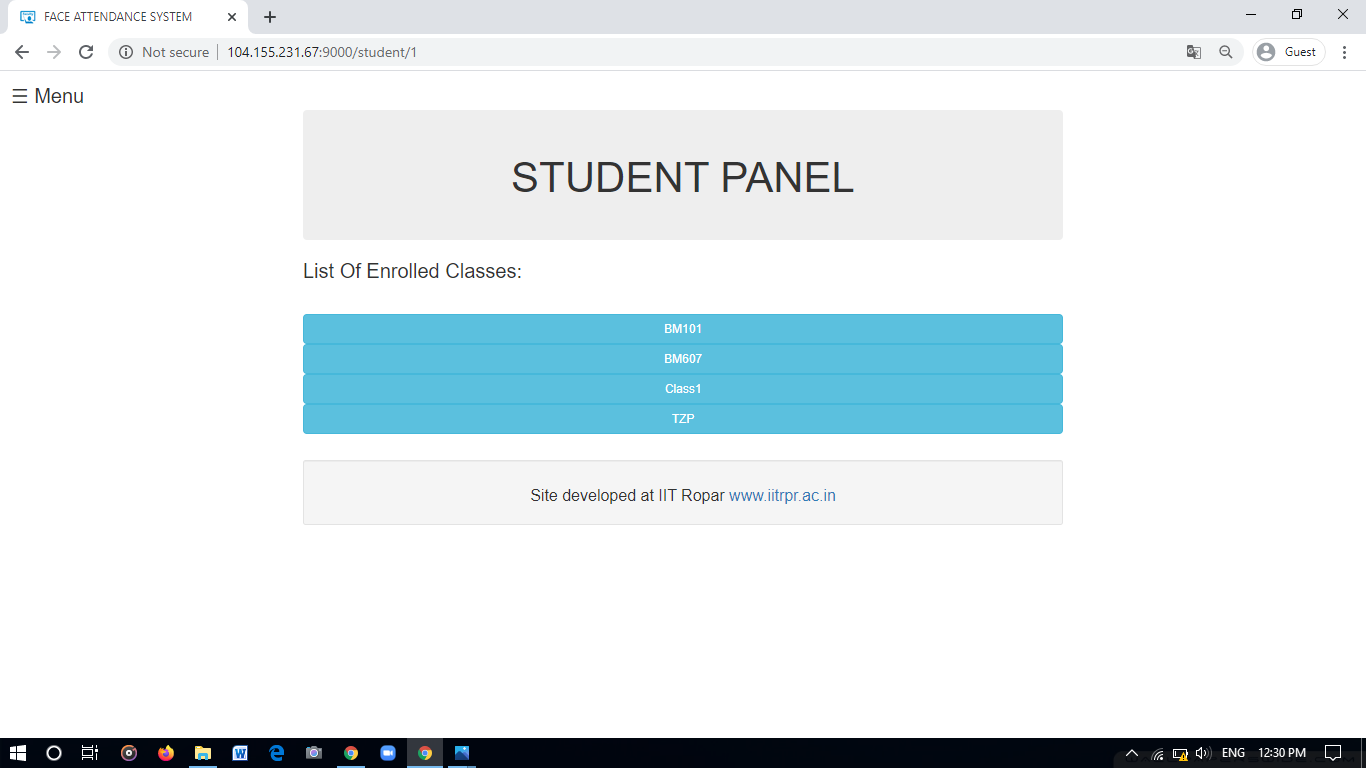 FACE ATTENDANCE SYSTEM
Not secure
104.155.231.67:9000/student/1
Guest
☰ Menu
STUDENT PANEL
List Of Enrolled Classes:
BM101
BM607
Class1
TZP
Site developed at IIT Ropar www.iitrpr.ac.in
ENG
12:30 PM